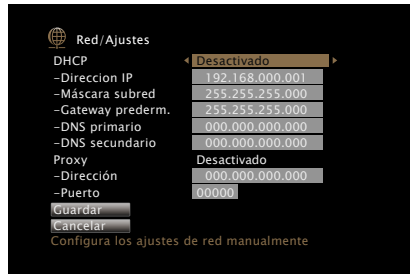 Red/Ajustes
DHCP Desactivado
–Direccion IP 192.168.000.001
–Máscara subred 255.255.255.000
–Gateway prederm. 255.255.255.000
–DNS primario 000.000.000.000
–DNS secundario 000.000.000.000
Proxy Desactivado
–Dirección 000.000.000.000
–Puerto 00000
Guardar
Cancelar
Configura los ajustes de red manualmente